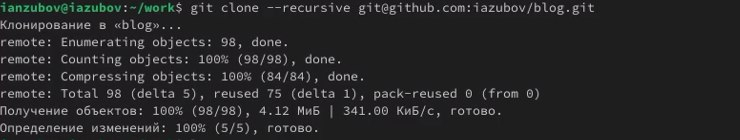 ianzubov@iazubov:~/work$ git clone --recursive git@github.com:iazubov/blog.git
Клонирование в «blog»...
remote: Enumerating objects: 98, done.
remote: Counting objects: 100% (98/98), done.
remote: Compressing objects: 100% (84/84), done.
remote: Total 98 (delta 5), reused 75 (delta 1), pack-reused 0 (from 0)
Получение объектов: 100% (98/98), 4.12 МиБ | 341.00 КиБ/с, готово.
Определение изменений: 100% (5/5), готово.